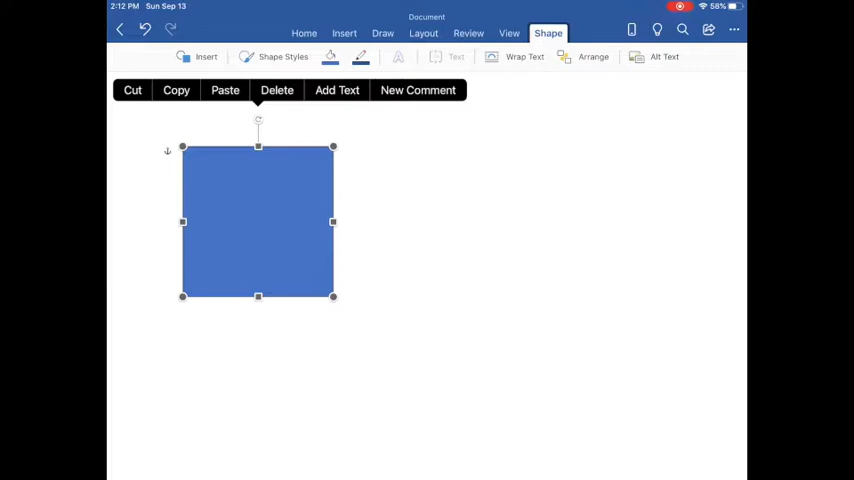 2:12 PM Sun Sep 13
58%
Document
Home Insert Draw Layout Review View Shape
Insert Shape Styles A Text Wrap Text Arrange Alt Text
Cut Copy Paste Delete Add Text New Comment